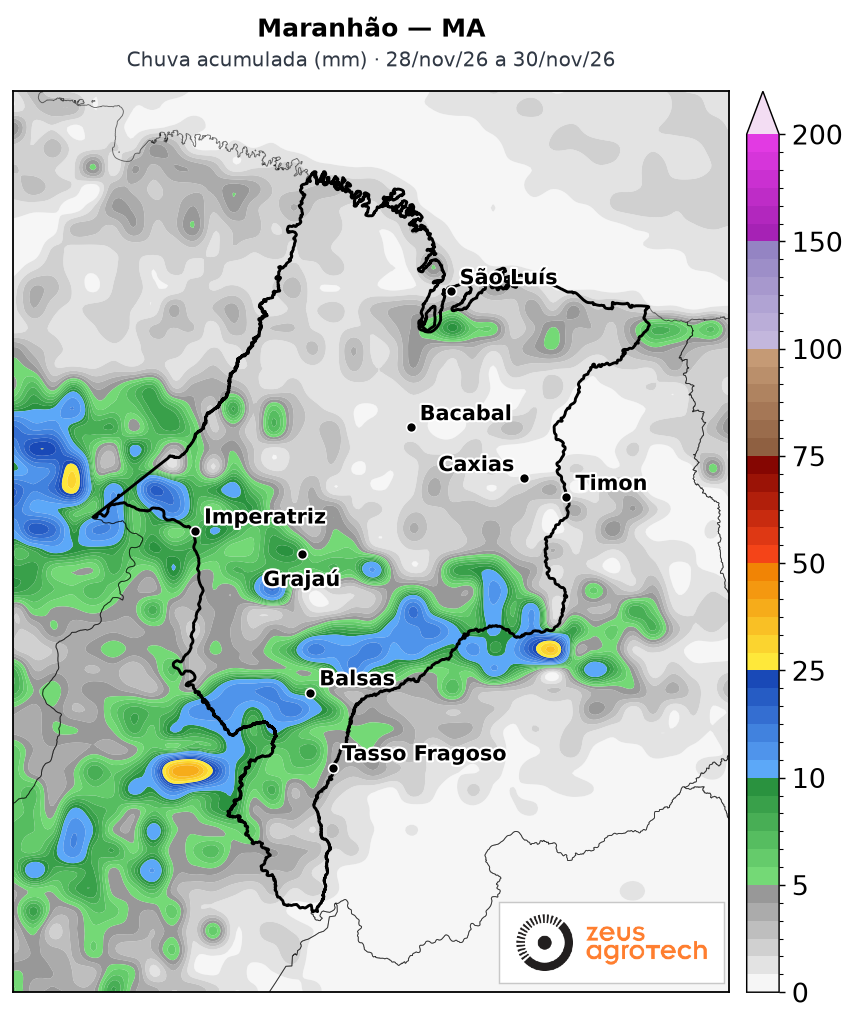 Maranhão — MA
Chuva acumulada (mm) · 28/nov/26 a 30/nov/26
São Luís
Bacabal
Caxias
Timon
Imperatriz
Grajaú
Balsas
Tasso Fragoso
200
150
100
75
50
25
10
5
0
zeus
agrotech